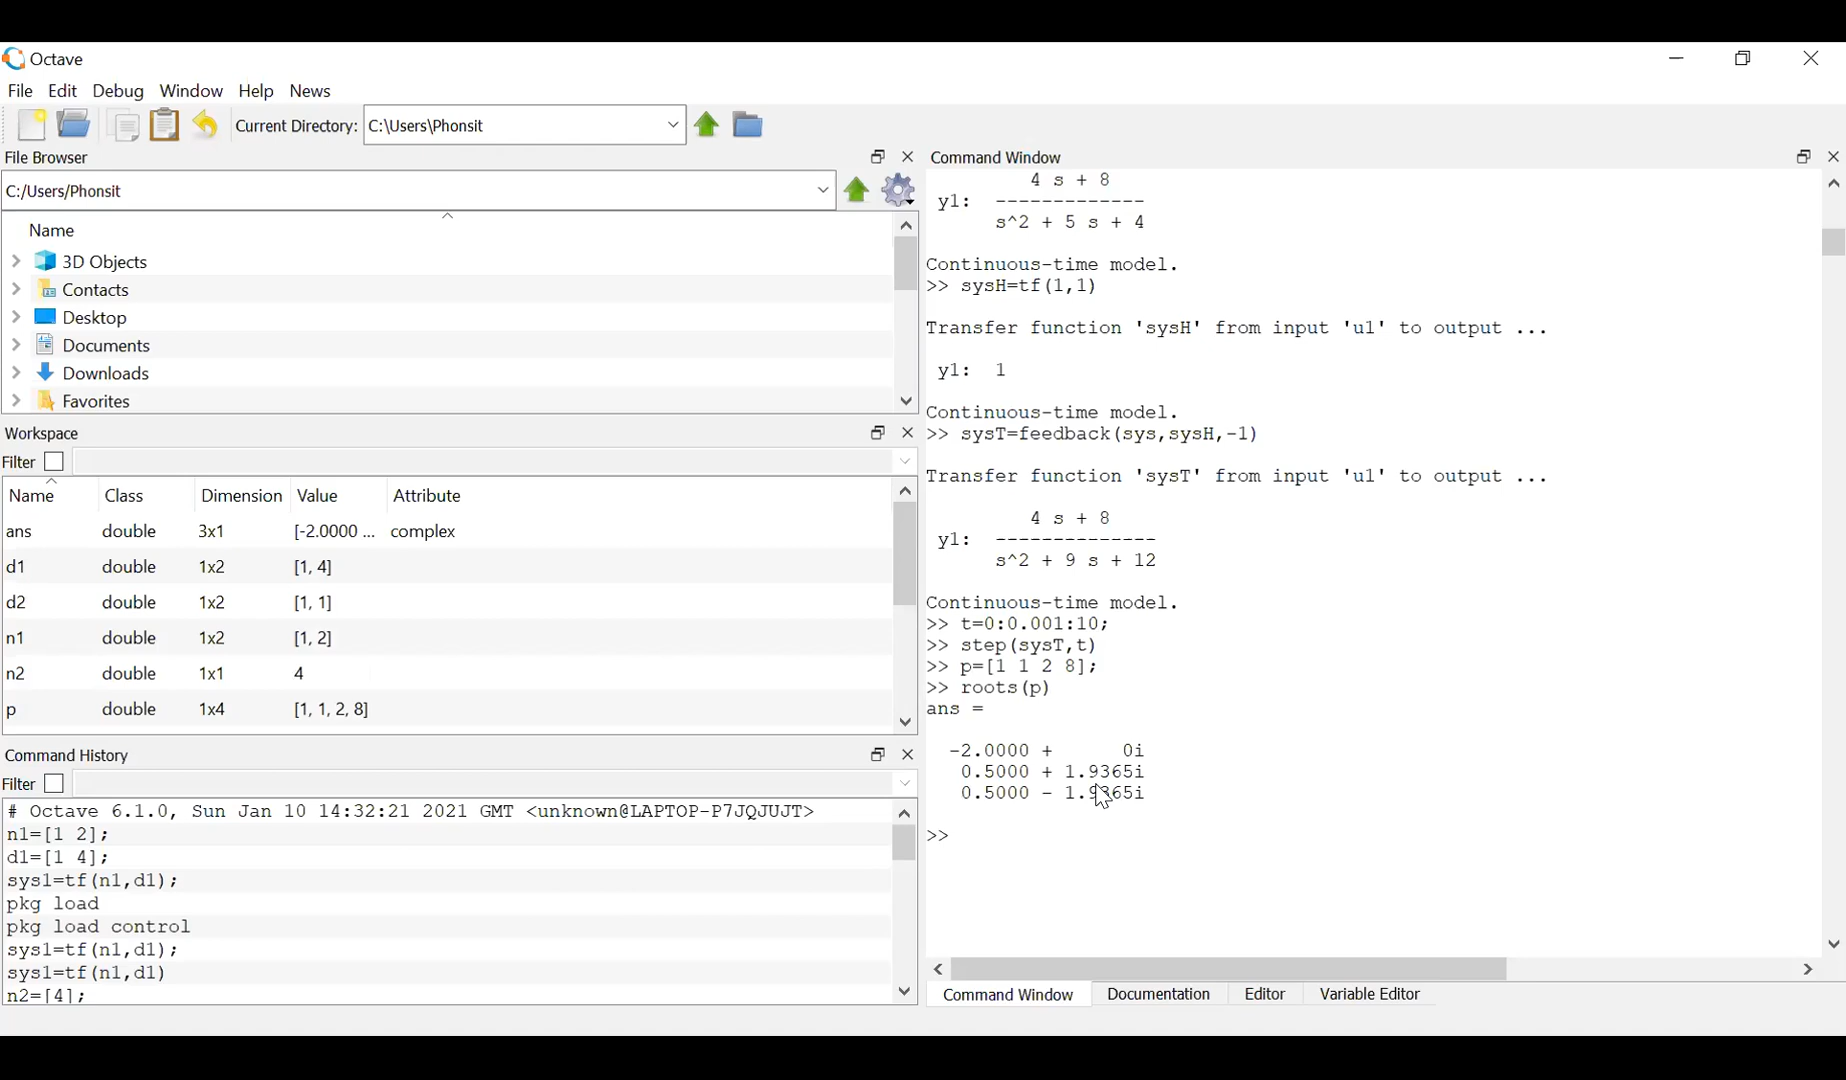 Octave
File Edit Debug Window Help News
Current Directory: C:\Users\Phonsit
File Browser
C:/Users/Phonsit
Name
3D Objects
Contacts
Desktop
Documents
Downloads
Favorites
Workspace
Filter
Name Class Dimension Value Attribute
ans double 3x1 [-2.0000 ... complex
d1 double 1x2 [1, 4]
d2 double 1x2 [1, 1]
n1 double 1x2 [1, 2]
n2 double 1x1 4
p double 1x4 [1, 1, 2, 8]
Command History
Filter
# Octave 6.1.0, Sun Jan 10 14:32:21 2021 GMT <unknown@LAPTOP-P7JQJUJT>
n1=[1 2];
d1=[1 4];
sys1=tf(n1,d1);
pkg load
pkg load control
sys1=tf(n1,d1);
sys1=tf(n1,d1)
n2=[4];
Command Window
4 s + 8
y1: -------------
s^2 + 5 s + 4
Continuous-time model.
>> sysH=tf(1,1)
Transfer function 'sysH' from input 'u1' to output ...
y1: 1
Continuous-time model.
>> sysT=feedback(sys,sysH,-1)
Transfer function 'sysT' from input 'u1' to output ...
4 s + 8
y1: --------------
s^2 + 9 s + 12
Continuous-time model.
>> t=0:0.001:10;
>> step(sysT,t)
>> p=[1 1 2 8];
>> roots(p)
ans =
-2.0000 + 0i
0.5000 + 1.9365i
0.5000 - 1.9365i
>>
Command Window Documentation Editor Variable Editor